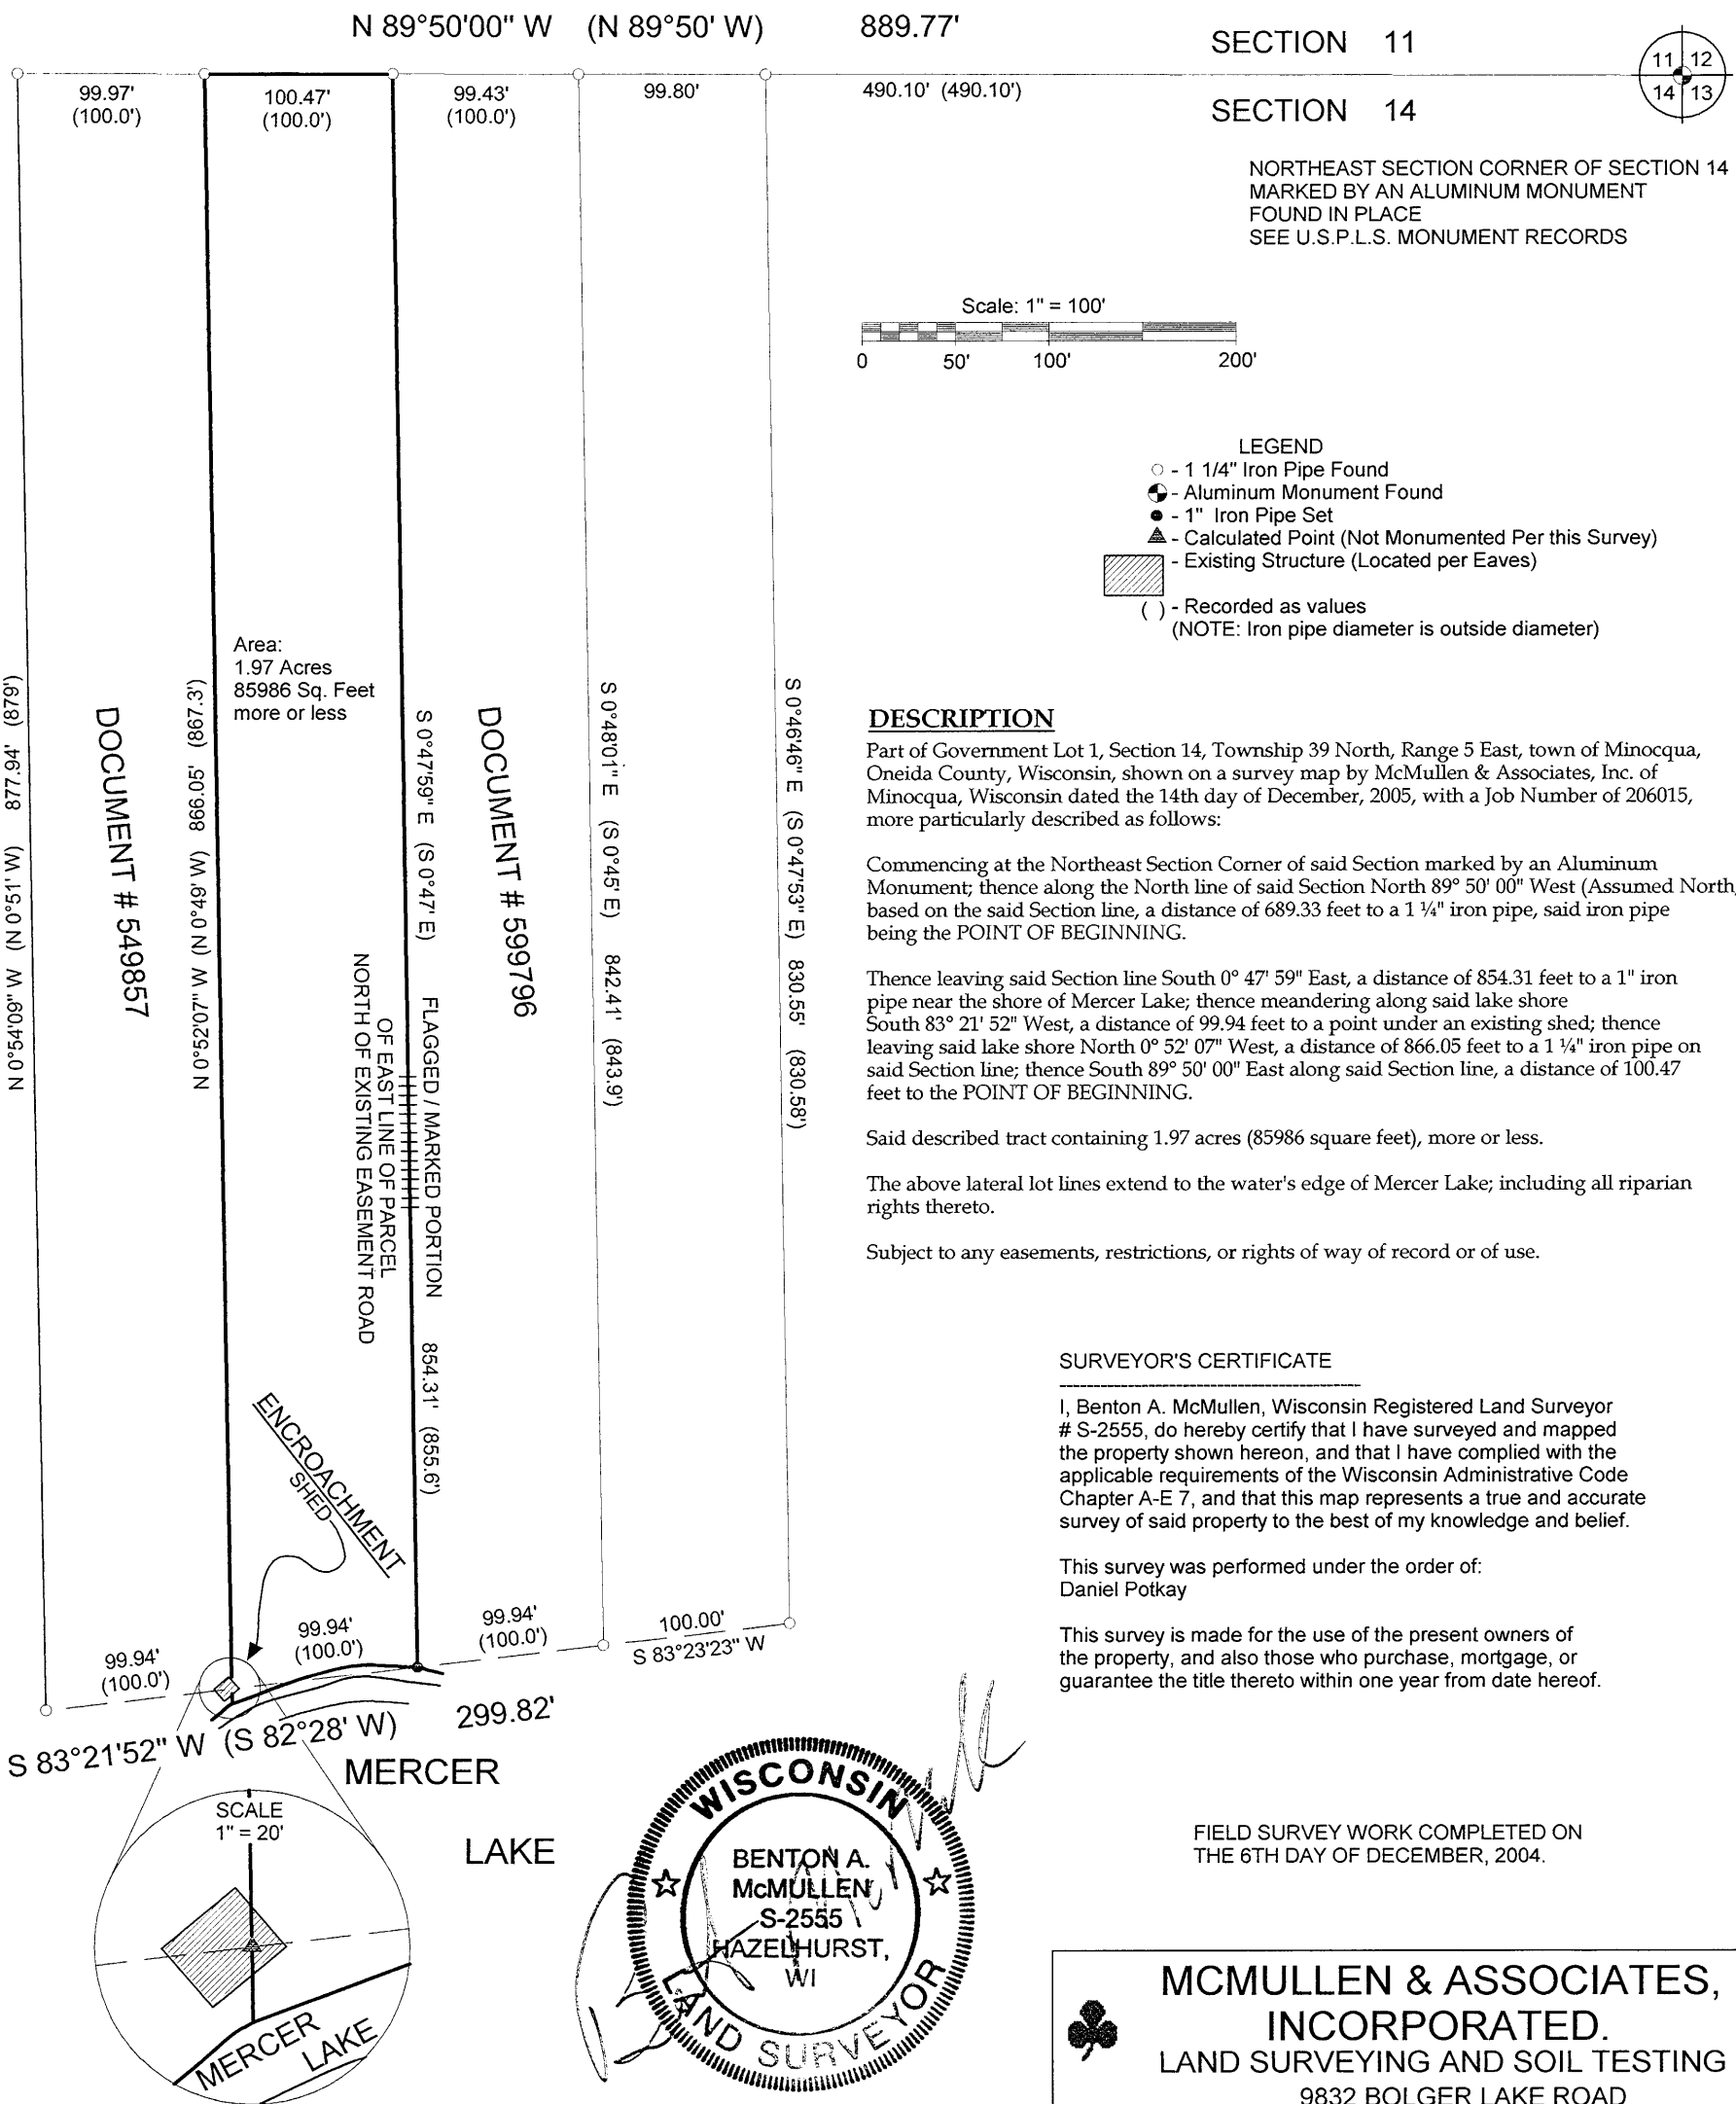 N 89°50'00" W (N 89°50' W) 889.77'
SECTION 11
11 12
14 13
99.97'
(100.0')
100.47'
(100.0')
99.43'
(100.0')
99.80'
490.10' (490.10')
SECTION 14
NORTHEAST SECTION CORNER OF SECTION 14
MARKED BY AN ALUMINUM MONUMENT
FOUND IN PLACE
SEE U.S.P.L.S. MONUMENT RECORDS
Scale: 1" = 100'
0 50' 100' 200'
LEGEND
- 1 1/4" Iron Pipe Found
- Aluminum Monument Found
- 1" Iron Pipe Set
- Calculated Point (Not Monumented Per this Survey)
- Existing Structure (Located per Eaves)
( ) - Recorded as values
(NOTE: Iron pipe diameter is outside diameter)
N 0°54'09" W (N 0°51' W) 877.94' (879')
DOCUMENT # 549857
N 0°52'07" W (N 0°49' W) 866.05' (867.3')
Area:
1.97 Acres
85986 Sq. Feet
more or less
S 0°47'59" E (S 0°47' E) FLAGGED / MARKED PORTION 854.31' (855.6')
OF EAST LINE OF PARCEL
NORTH OF EXISTING EASEMENT ROAD
DOCUMENT # 599796
S 0°48'01" E (S 0°45' E) 842.41' (843.9')
S 0°46'46" E (S 0°47'53" E) 830.55' (830.58')
DESCRIPTION
Part of Government Lot 1, Section 14, Township 39 North, Range 5 East, town of Minocqua,
Oneida County, Wisconsin, shown on a survey map by McMullen & Associates, Inc. of
Minocqua, Wisconsin dated the 14th day of December, 2005, with a Job Number of 206015,
more particularly described as follows:
Commencing at the Northeast Section Corner of said Section marked by an Aluminum
Monument; thence along the North line of said Section North 89° 50' 00" West (Assumed North,
based on the said Section line, a distance of 689.33 feet to a 1 ¼" iron pipe, said iron pipe
being the POINT OF BEGINNING.
Thence leaving said Section line South 0° 47' 59" East, a distance of 854.31 feet to a 1" iron
pipe near the shore of Mercer Lake; thence meandering along said lake shore
South 83° 21' 52" West, a distance of 99.94 feet to a point under an existing shed; thence
leaving said lake shore North 0° 52' 07" West, a distance of 866.05 feet to a 1 ¼" iron pipe on
said Section line; thence South 89° 50' 00" East along said Section line, a distance of 100.47
feet to the POINT OF BEGINNING.
Said described tract containing 1.97 acres (85986 square feet), more or less.
The above lateral lot lines extend to the water's edge of Mercer Lake; including all riparian
rights thereto.
Subject to any easements, restrictions, or rights of way of record or of use.
SURVEYOR'S CERTIFICATE
I, Benton A. McMullen, Wisconsin Registered Land Surveyor
# S-2555, do hereby certify that I have surveyed and mapped
the property shown hereon, and that I have complied with the
applicable requirements of the Wisconsin Administrative Code
Chapter A-E 7, and that this map represents a true and accurate
survey of said property to the best of my knowledge and belief.
This survey was performed under the order of:
Daniel Potkay
This survey is made for the use of the present owners of
the property, and also those who purchase, mortgage, or
guarantee the title thereto within one year from date hereof.
ENCROACHMENT
SHED
99.94'
(100.0')
99.94'
(100.0')
99.94'
(100.0')
100.00'
S 83°23'23" W
S 83°21'52" W (S 82°28' W) 299.82'
MERCER
LAKE
SCALE
1" = 20'
MERCER
LAKE
WISCONSIN
BENTON A.
McMULLEN
S-2555
HAZELHURST,
WI
LAND SURVEYOR
FIELD SURVEY WORK COMPLETED ON
THE 6TH DAY OF DECEMBER, 2004.
MCMULLEN & ASSOCIATES,
INCORPORATED.
LAND SURVEYING AND SOIL TESTING
9832 BOLGER LAKE ROAD